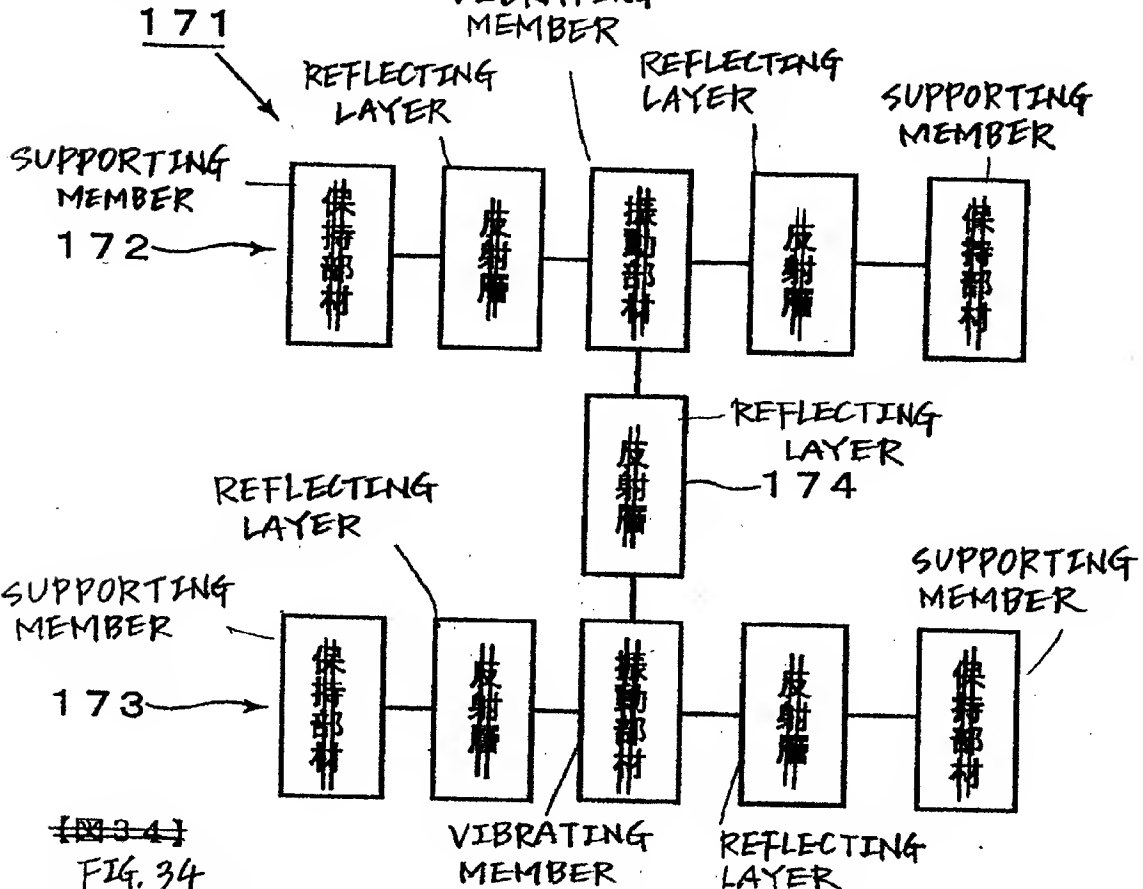 171
VIBRATING
MEMBER
REFLECTING
LAYER
REFLECTING
LAYER
SUPPORTING
MEMBER
SUPPORTING
MEMBER
172
保持部材
反射層
振動部材
反射層
保持部材
REFLECTING
LAYER
174
反射層
REFLECTING
LAYER
SUPPORTING
MEMBER
SUPPORTING
MEMBER
173
保持部材
反射層
振動部材
反射層
保持部材
【図34】
FIG. 34
VIBRATING
MEMBER
REFLECTING
LAYER